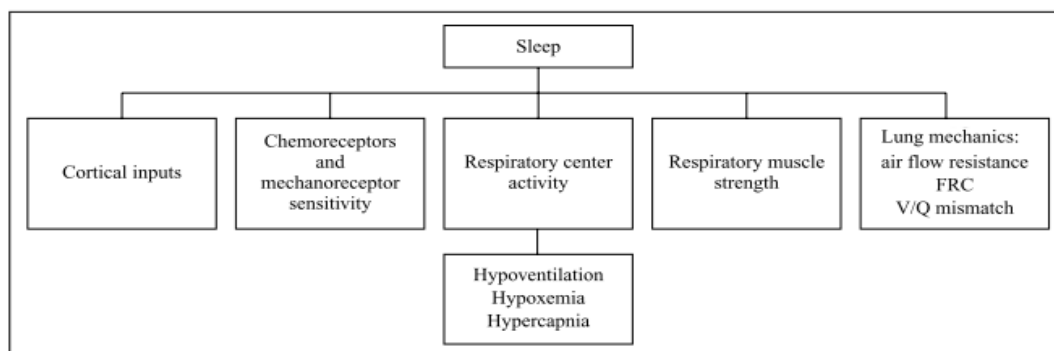 Sleep
Cortical inputs
Chemoreceptors
and
mechanoreceptor
sensitivity
Respiratory center
activity
Respiratory muscle
strength
Lung mechanics:
air flow resistance
FRC
V/Q mismatch
Hypoventilation
Hypoxemia
Hypercapnia